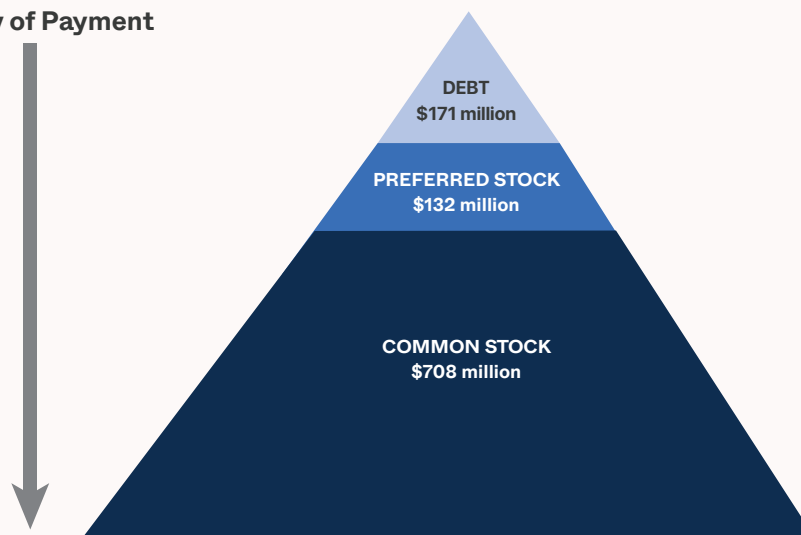 of Payment
DEBT
$171 million
PREFERRED STOCK
$132 million
COMMON STOCK
$708 million